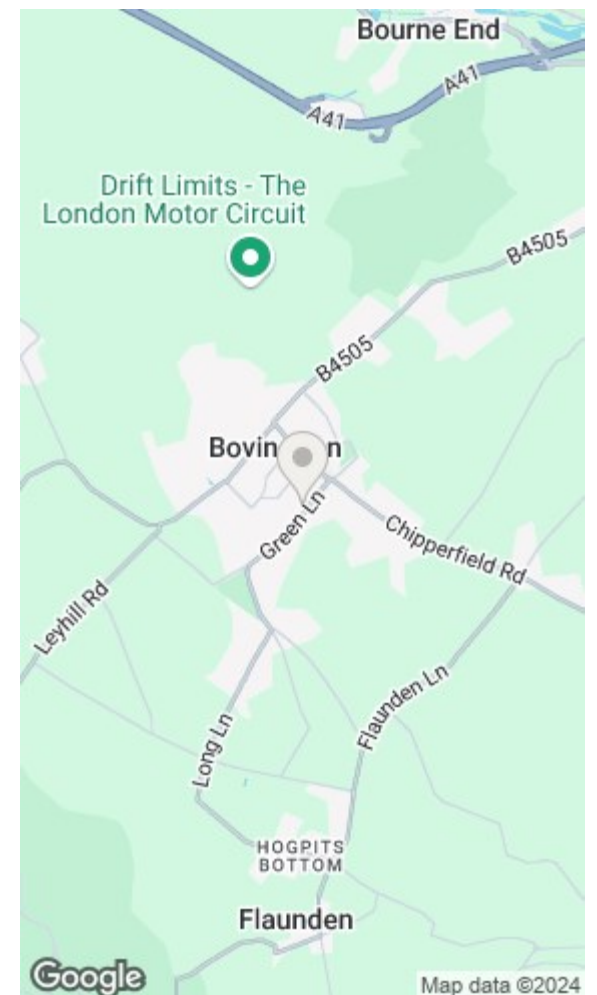 Bourne End
A41
A41
Drift Limits - The
London Motor Circuit
B4505
B4505
Bovin n
Green Ln
Chipperfield Rd
Leyhill Rd
Flaunden Ln
Long Ln
HOGPITS
BOTTOM
Flaunden
Google
Map data ©2024